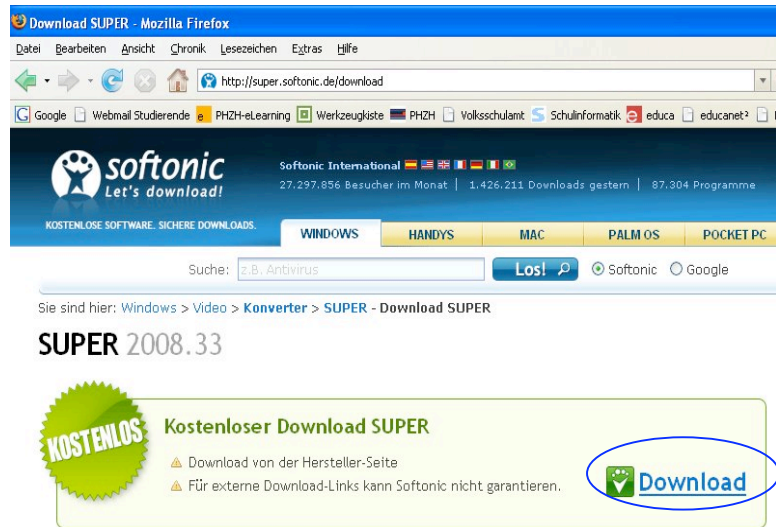 Download SUPER - Mozilla Firefox
Datei Bearbeiten Ansicht Chronik Lesezeichen Extras Hilfe
http://super.softonic.de/download
Google Webmail Studierende PHZH-eLearning Werkzeugkiste PHZH Volksschulamt Schulinformatik educa educanet²
softonic
Let's download!
Softonic International
27.297.856 Besucher im Monat | 1.426.211 Downloads gestern | 87.304 Programme
KOSTENLOSE SOFTWARE. SICHERE DOWNLOADS.
WINDOWS HANDYS MAC PALM OS POCKET PC
Suche: z.B. Antivirus Los! Softonic Google
Sie sind hier: Windows > Video > Konverter > SUPER - Download SUPER
SUPER 2008.33
KOSTENLOS
Kostenloser Download SUPER
Download von der Hersteller-Seite
Für externe Download-Links kann Softonic nicht garantieren.
Download